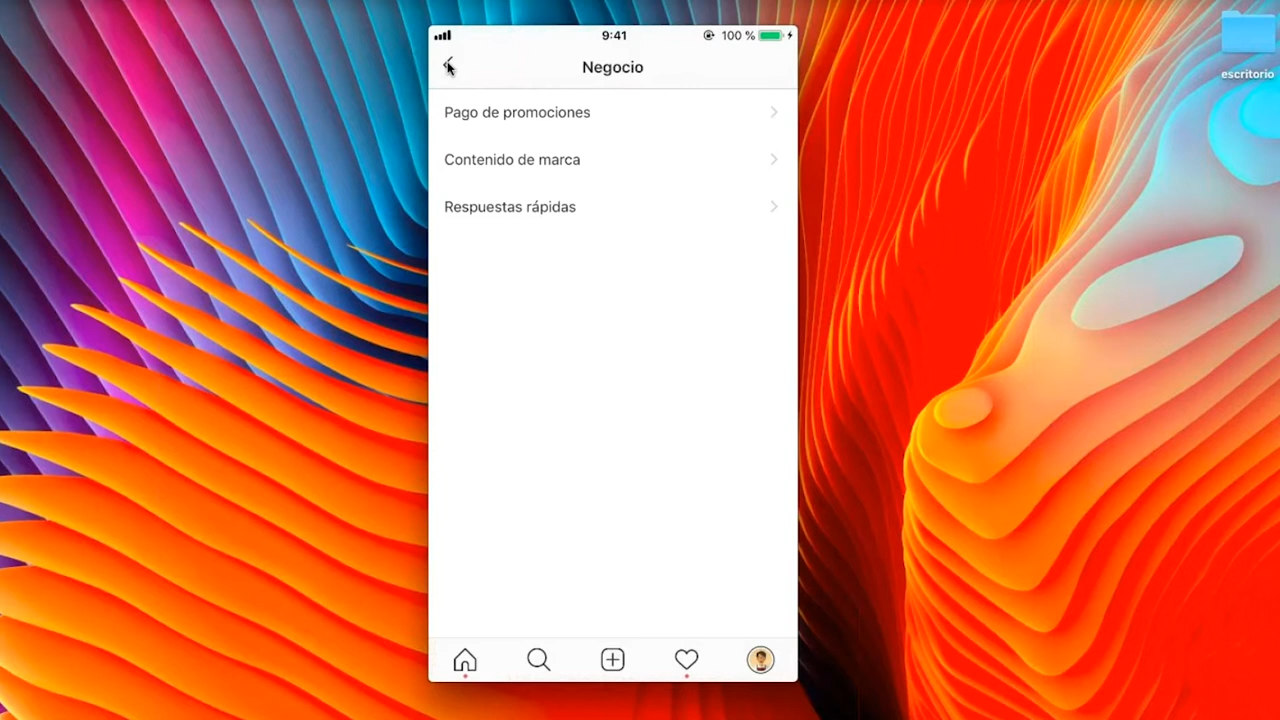 9:41
100 %
Negocio
Pago de promociones
Contenido de marca
Respuestas rápidas
escritorio